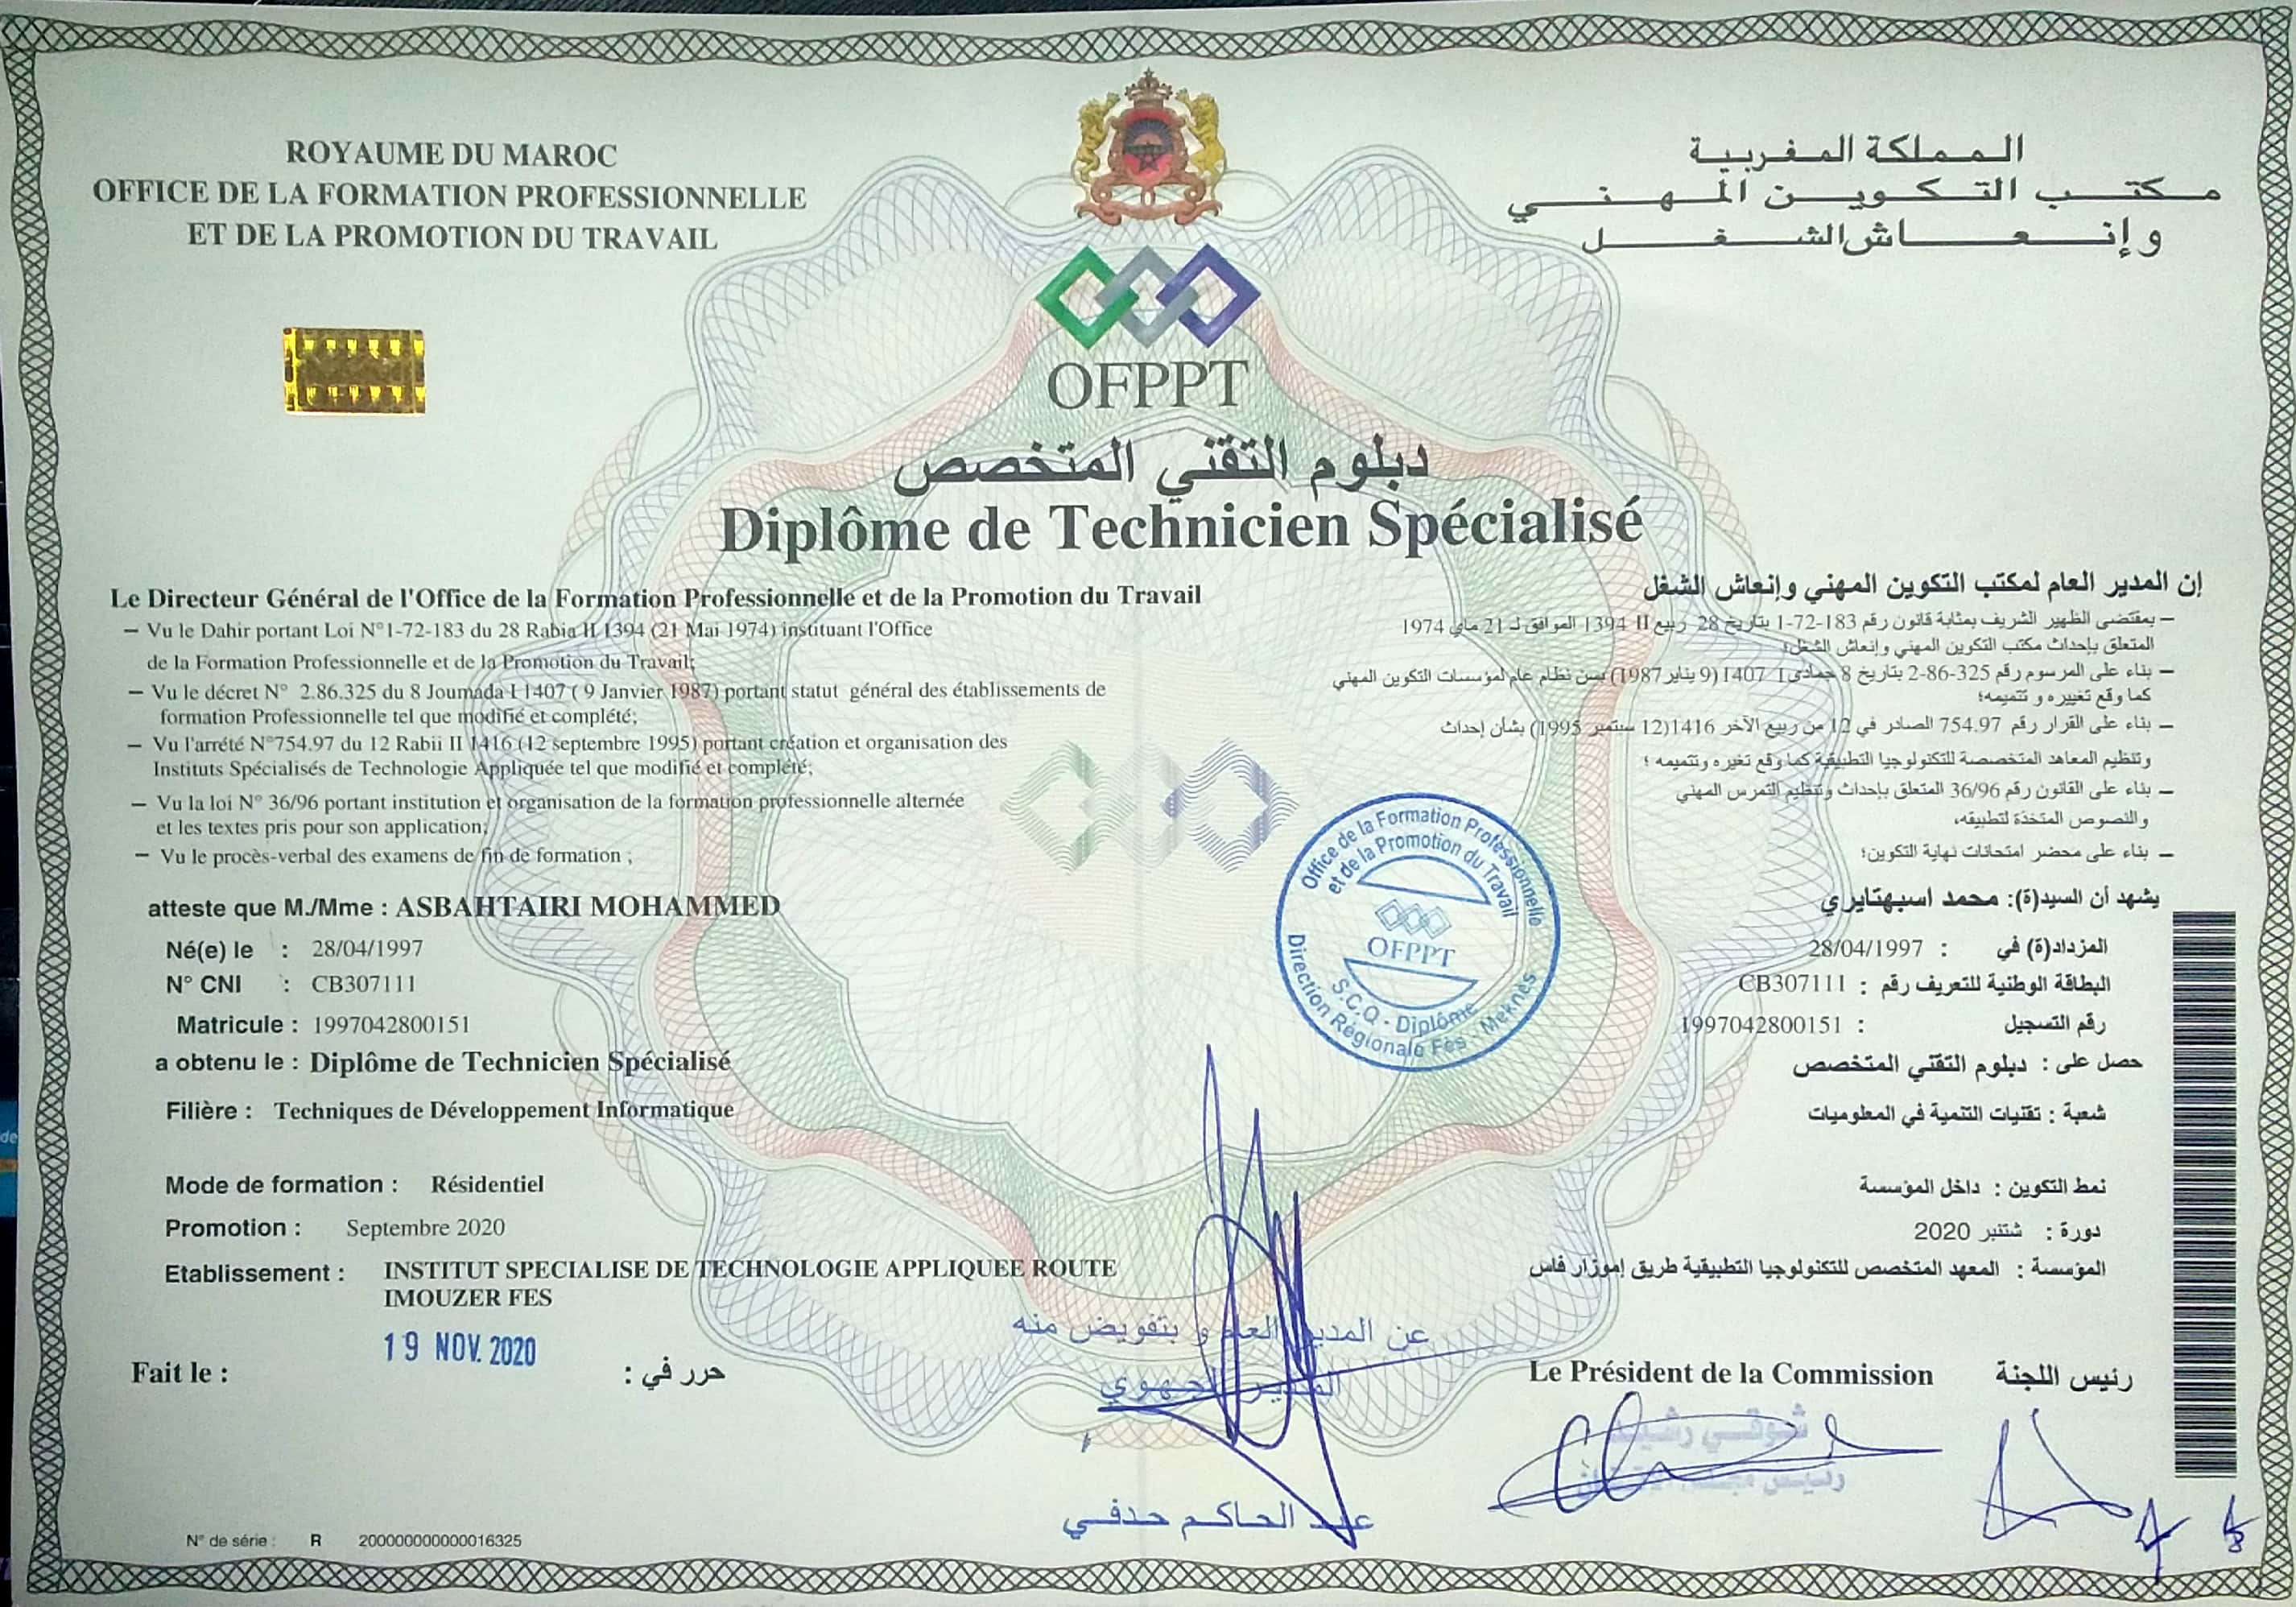 ROYAUME DU MAROC
OFFICE DE LA FORMATION PROFESSIONNELLE
ET DE LA PROMOTION DU TRAVAIL
المملكة المغربية
مكتب التكوين المهني
وإنعاش الشغل
OFPPT
دبلوم التقني المتخصص
Diplôme de Technicien Spécialisé
Le Directeur Général de l'Office de la Formation Professionnelle et de la Promotion du Travail
– Vu le Dahir portant Loi N°1-72-183 du 28 Rabia II 1394 (21 Mai 1974) instituant l'Office
de la Formation Professionnelle et de la Promotion du Travail;
– Vu le décret N° 2.86.325 du 8 Joumada I 1407 ( 9 Janvier 1987) portant statut général des établissements de
formation Professionnelle tel que modifié et complété;
– Vu l'arrété N°754.97 du 12 Rabii II 1416 (12 septembre 1995) portant création et organisation des
Instituts Spécialisés de Technologie Appliquée tel que modifié et complété;
– Vu la loi N° 36/96 portant institution et organisation de la formation professionnelle alternée
et les textes pris pour son application;
– Vu le procès-verbal des examens de fin de formation ;
إن المدير العام لمكتب التكوين المهني وإنعاش الشغل
– بمقتضى الظهير الشريف بمثابة قانون رقم 183-72-1 بتاريخ 28 ربيع II 1394 الموافق لـ 21 ماي 1974
المتعلق بإحداث مكتب التكوين المهني وإنعاش الشغل؛
– بناء على المرسوم رقم 325-86-2 بتاريخ 8 جمادى I 1407 (9 يناير 1987) بسن نظام عام لمؤسسات التكوين المهني
كما وقع تغييره و تتميمه؛
– بناء على القرار رقم 754.97 الصادر في 12 من ربيع الآخر 1416 (12 سبتمبر 1995) بشأن إحداث
وتنظيم المعاهد المتخصصة للتكنولوجيا التطبيقية كما وقع تغيره وتتميمه ؛
– بناء على القانون رقم 36/96 المتعلق بإحداث وتنظيم التمرس المهني
والنصوص المتخذة لتطبيقه،
– بناء على محضر امتحانات نهاية التكوين؛
atteste que M./Mme : ASBAHTAIRI MOHAMMED
Né(e) le : 28/04/1997
N° CNI : CB307111
Matricule : 1997042800151
a obtenu le : Diplôme de Technicien Spécialisé
Filière : Techniques de Développement Informatique
Mode de formation : Résidentiel
Promotion : Septembre 2020
Etablissement : INSTITUT SPECIALISE DE TECHNOLOGIE APPLIQUEE ROUTE
IMOUZER FES
يشهد أن السيد(ة): محمد اسبهتايري
المزداد(ة) في : 28/04/1997
البطاقة الوطنية للتعريف رقم : CB307111
رقم التسجيل : 1997042800151
حصل على : دبلوم التقني المتخصص
شعبة : تقنيات التنمية في المعلوميات
نمط التكوين : داخل المؤسسة
دورة : شتنبر 2020
المؤسسة : المعهد المتخصص للتكنولوجيا التطبيقية طريق إموزار فاس
Office de la Formation Professionnelle
et de la Promotion du Travail
OFPPT
S.C.Q - Diplôme
Direction Régionale Fès - Meknès
19 NOV. 2020
Fait le :
حرر في :
عن المدير العام و بتفويض منه
المدير الجهوي
عبد الحاكم حدفي
Le Président de la Commission
رئيس اللجنة
شوقي رشيد
N° de série : R 200000000000016325